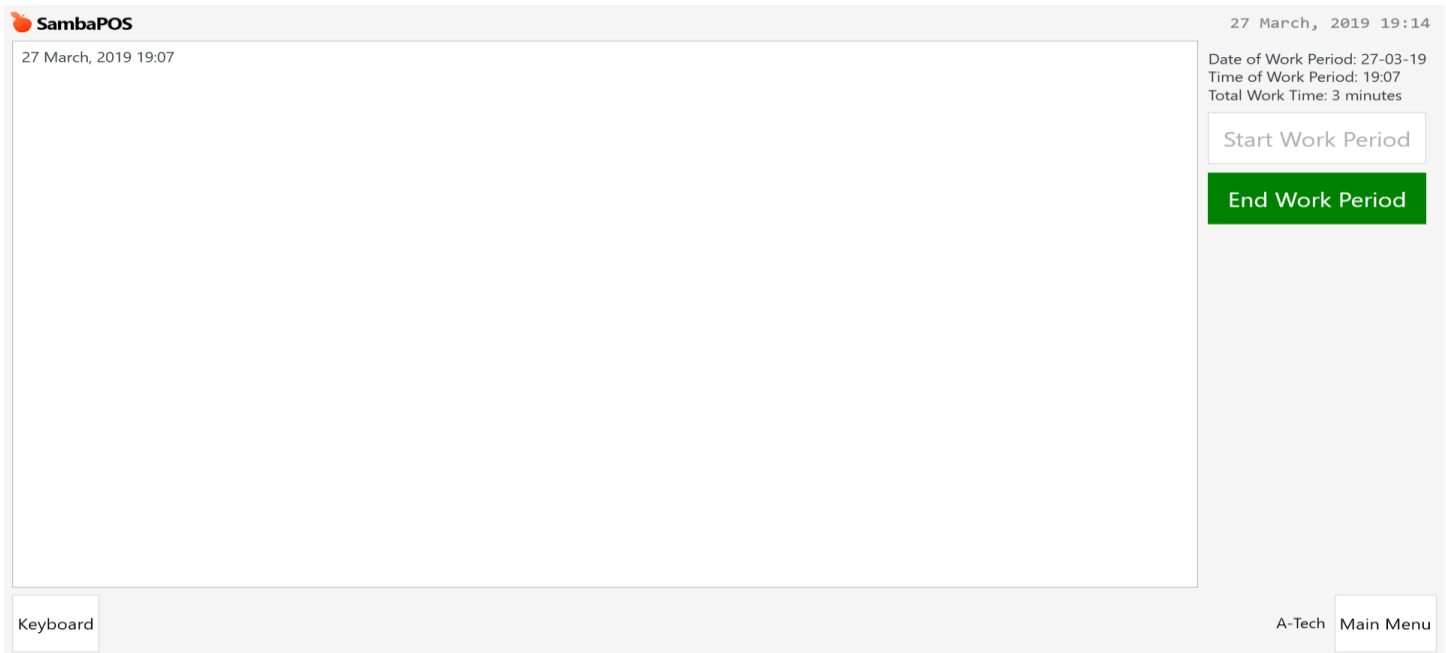 SambaPOS
27 March, 2019 19:14
27 March, 2019 19:07
Date of Work Period: 27-03-19
Time of Work Period: 19:07
Total Work Time: 3 minutes
Start Work Period
End Work Period
Keyboard
A-Tech
Main Menu